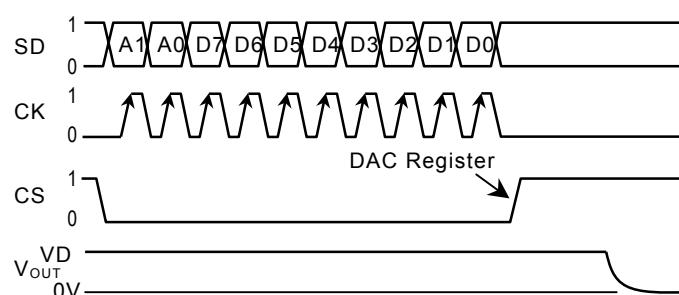 SD 1 0 A1 A0 D7 D6 D5 D4 D3 D2 D1 D0
CK 1 0
DAC Register
CS 1 0
VOUT VD 0V